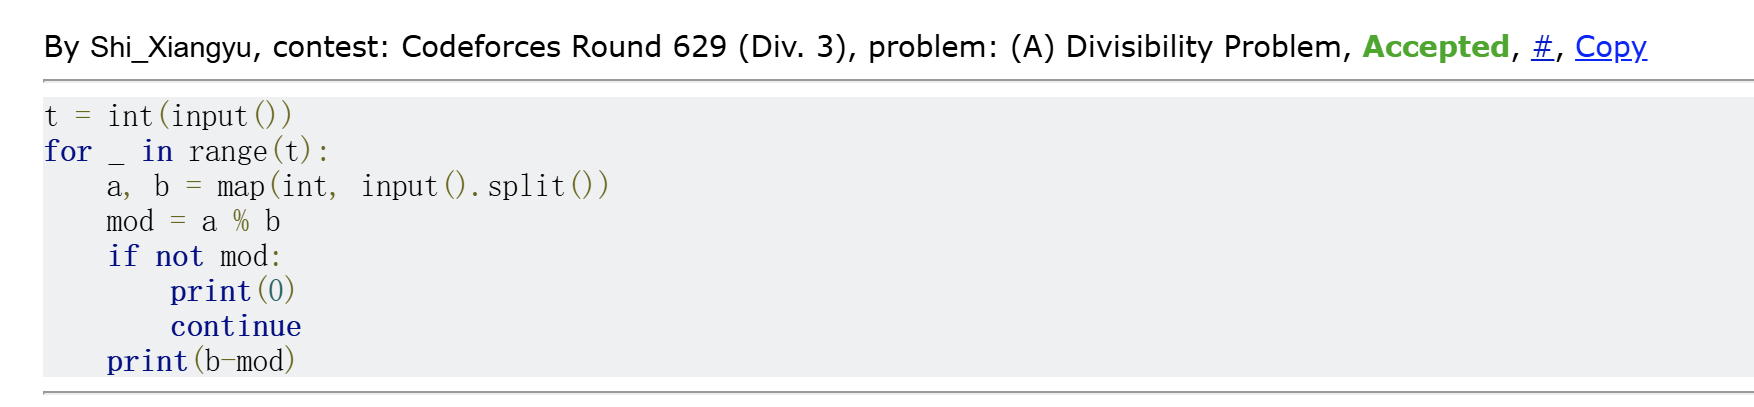 By Shi_Xiangyu, contest: Codeforces Round 629 (Div. 3), problem: (A) Divisibility Problem, Accepted, #, Copy
t = int(input())
for _ in range(t):
    a, b = map(int, input().split())
    mod = a % b
    if not mod:
        print(0)
        continue
    print(b-mod)